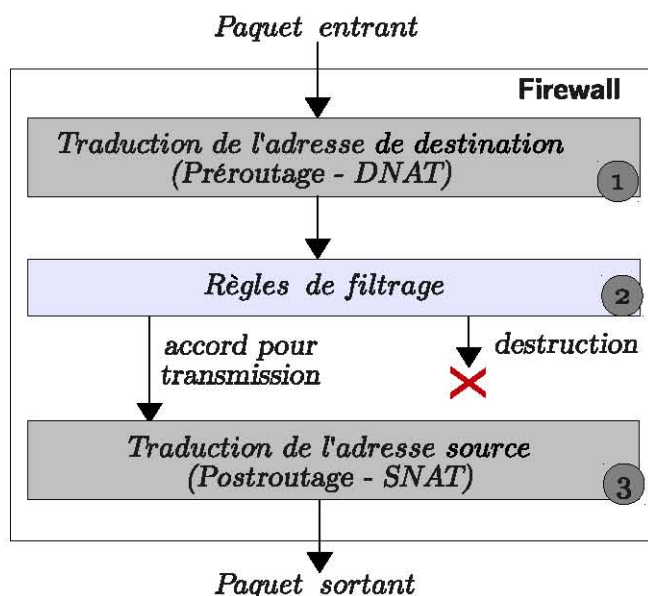 Paquet entrant
Firewall
Traduction de l'adresse de destination
(Préroutage - DNAT)
1
Règles de filtrage
2
accord pour
transmission
destruction
Traduction de l'adresse source
(Postroutage - SNAT)
3
Paquet sortant